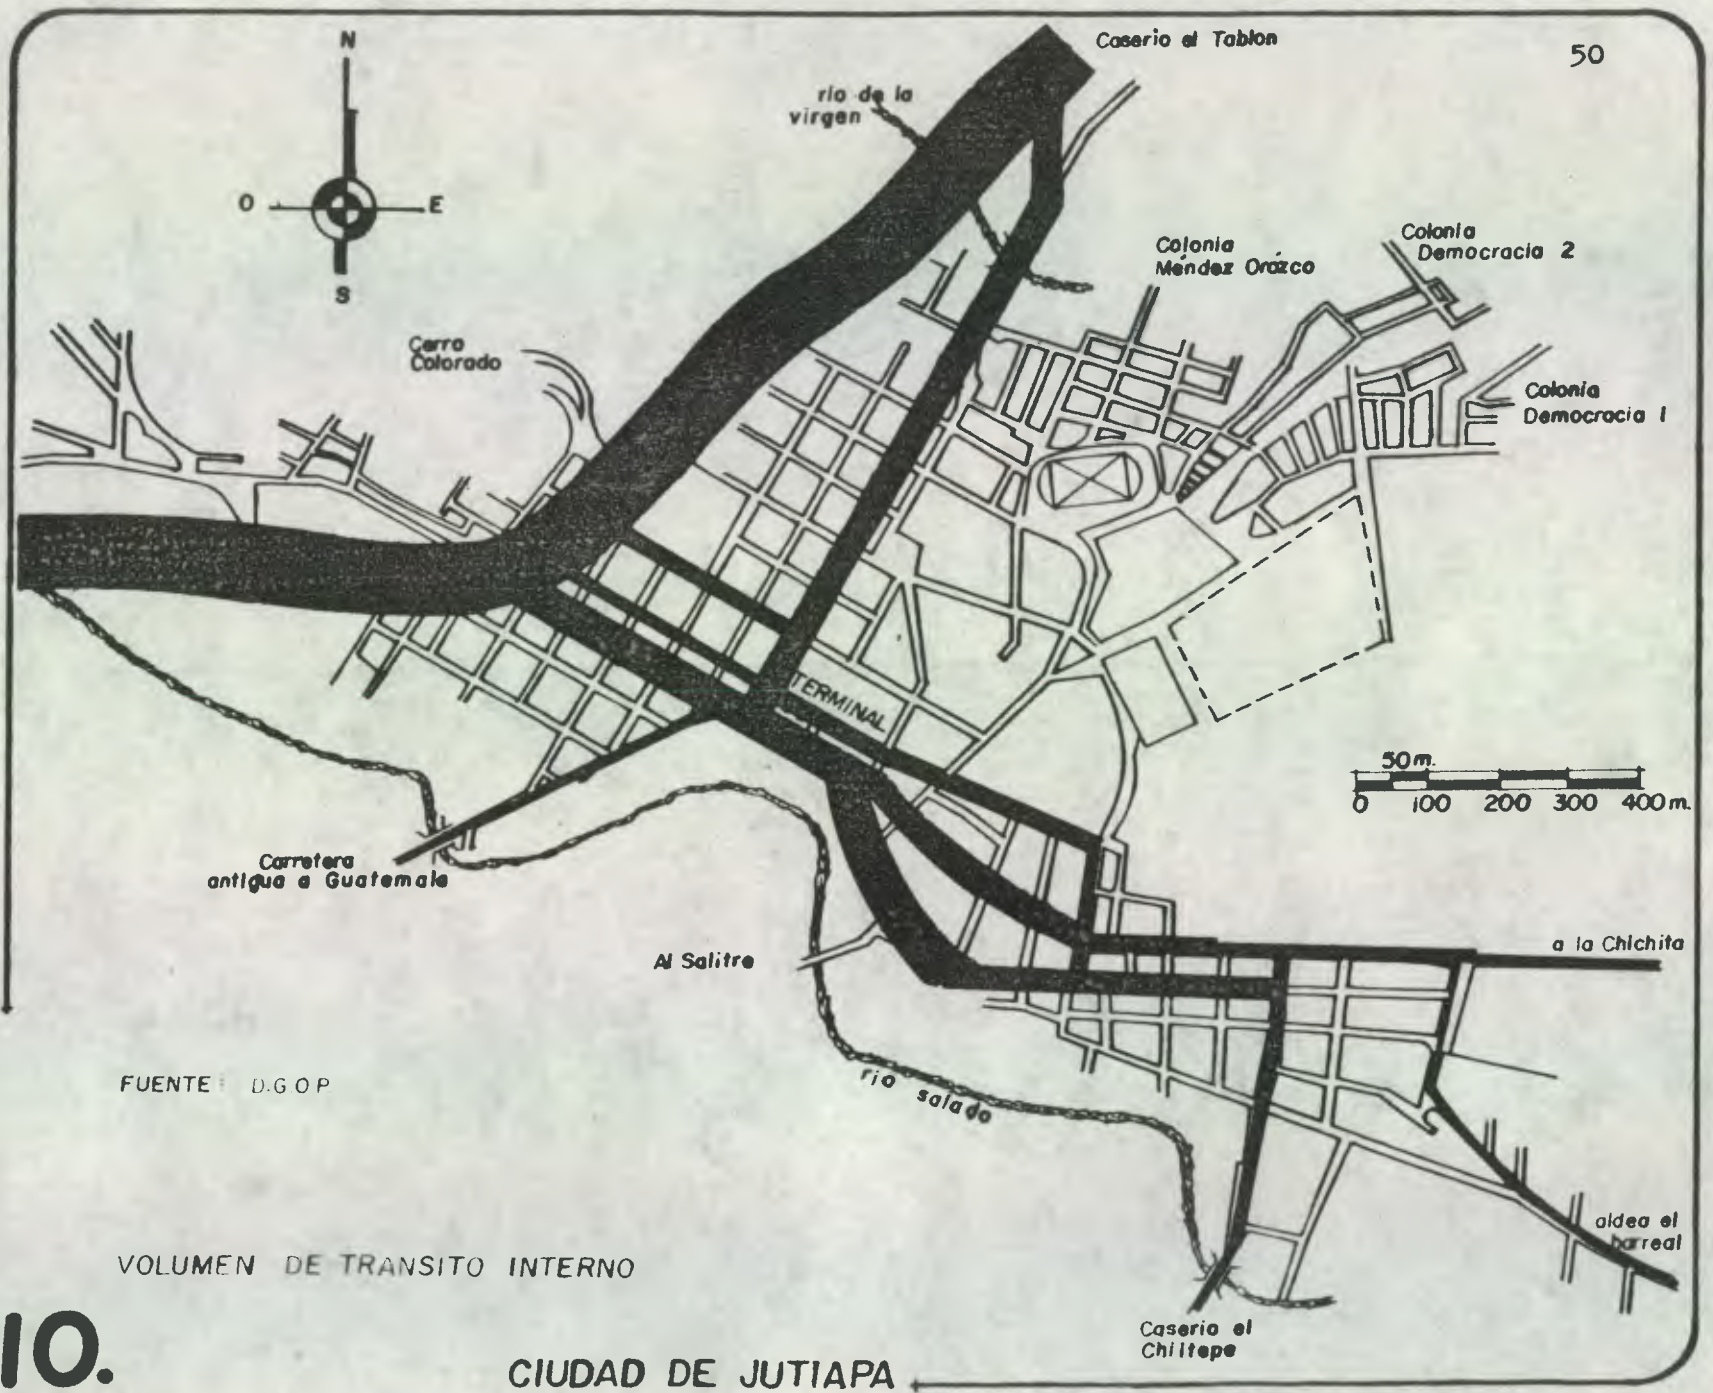 50
N
O
E
S
Caserio el Tablon
rio de la
virgen
Colonia
Méndez Orózco
Colonia
Democracia 2
Cerro
Colorado
Colonia
Democracia 1
TERMINAL
50m.
0 100 200 300 400m.
Carretera
antigua a Guatemala
Al Salitre
a la Chichita
rio salado
FUENTE: D.G.O.P
aldea el
barreal
VOLUMEN DE TRANSITO INTERNO
Caserio el
Chiltepe
10.
CIUDAD DE JUTIAPA